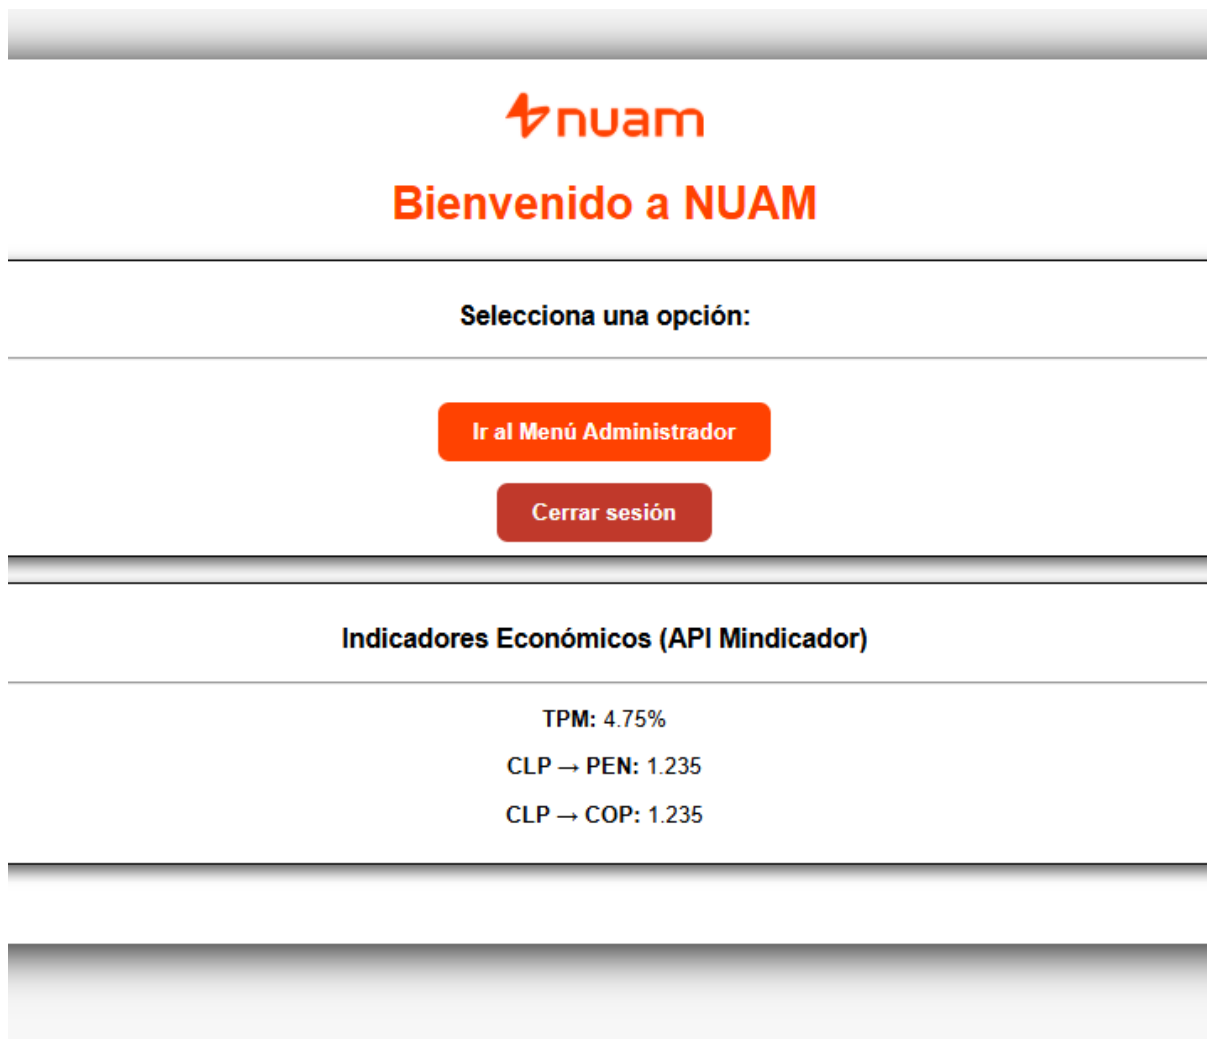 nuam
Bienvenido a NUAM
Selecciona una opción:
Ir al Menú Administrador
Cerrar sesión
Indicadores Económicos (API Mindicador)
TPM: 4.75%
CLP → PEN: 1.235
CLP → COP: 1.235